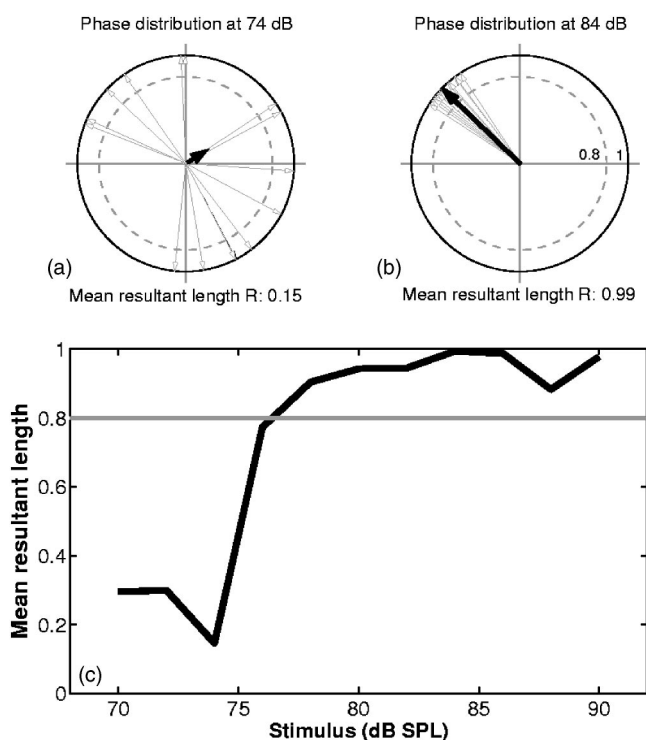 Phase distribution at 74 dB
Phase distribution at 84 dB
0.8 1
(a)
(b)
Mean resultant length R: 0.15
Mean resultant length R: 0.99
1
0.8
0.6
0.4
0.2
0
Mean resultant length
(c)
70 75 80 85 90
Stimulus (dB SPL)